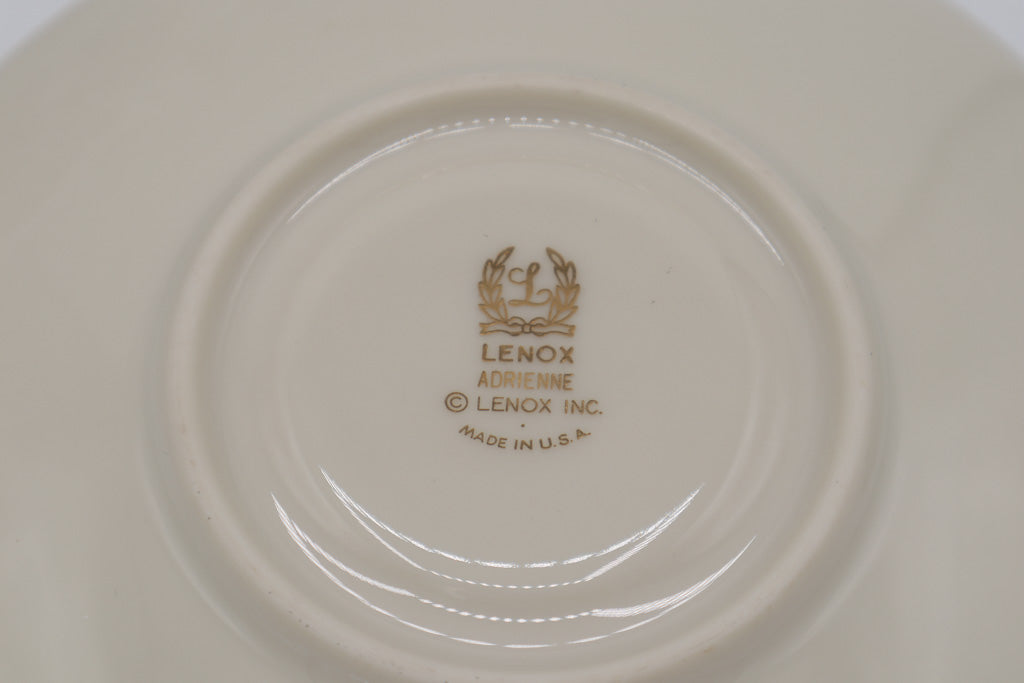 L
LENOX
ADRIENNE
© LENOX INC.
MADE IN U.S.A.